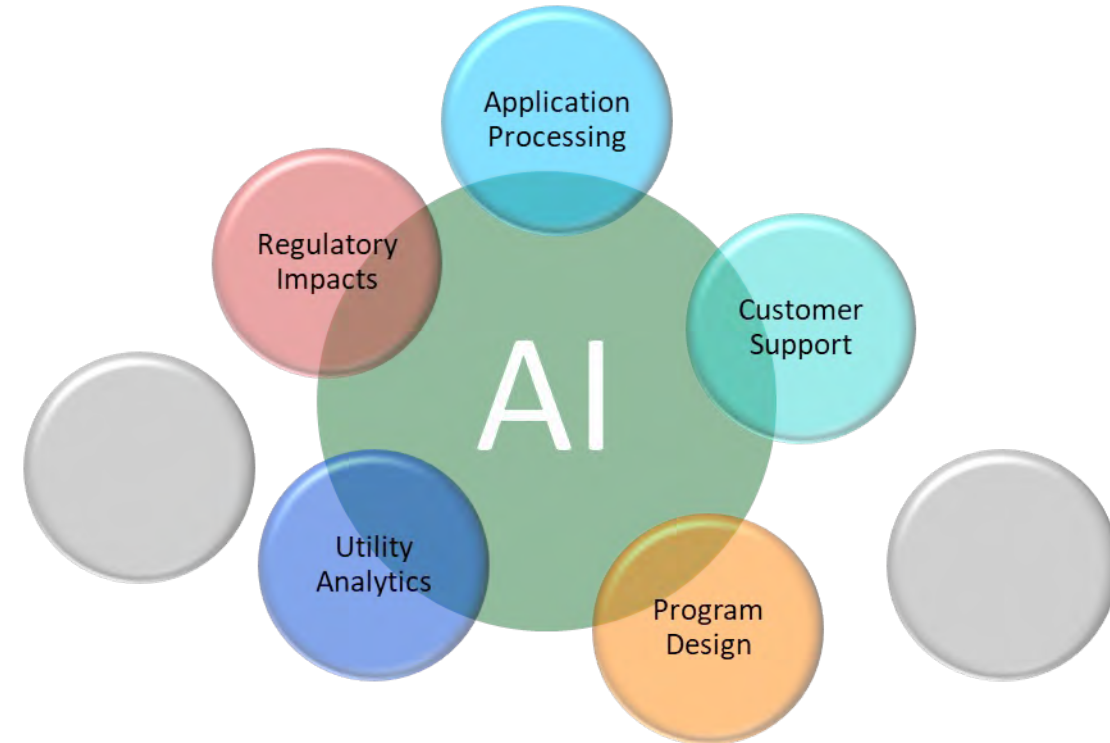 Application
Processing
Regulatory
Impacts
Customer
Support
AI
Utility
Analytics
Program
Design